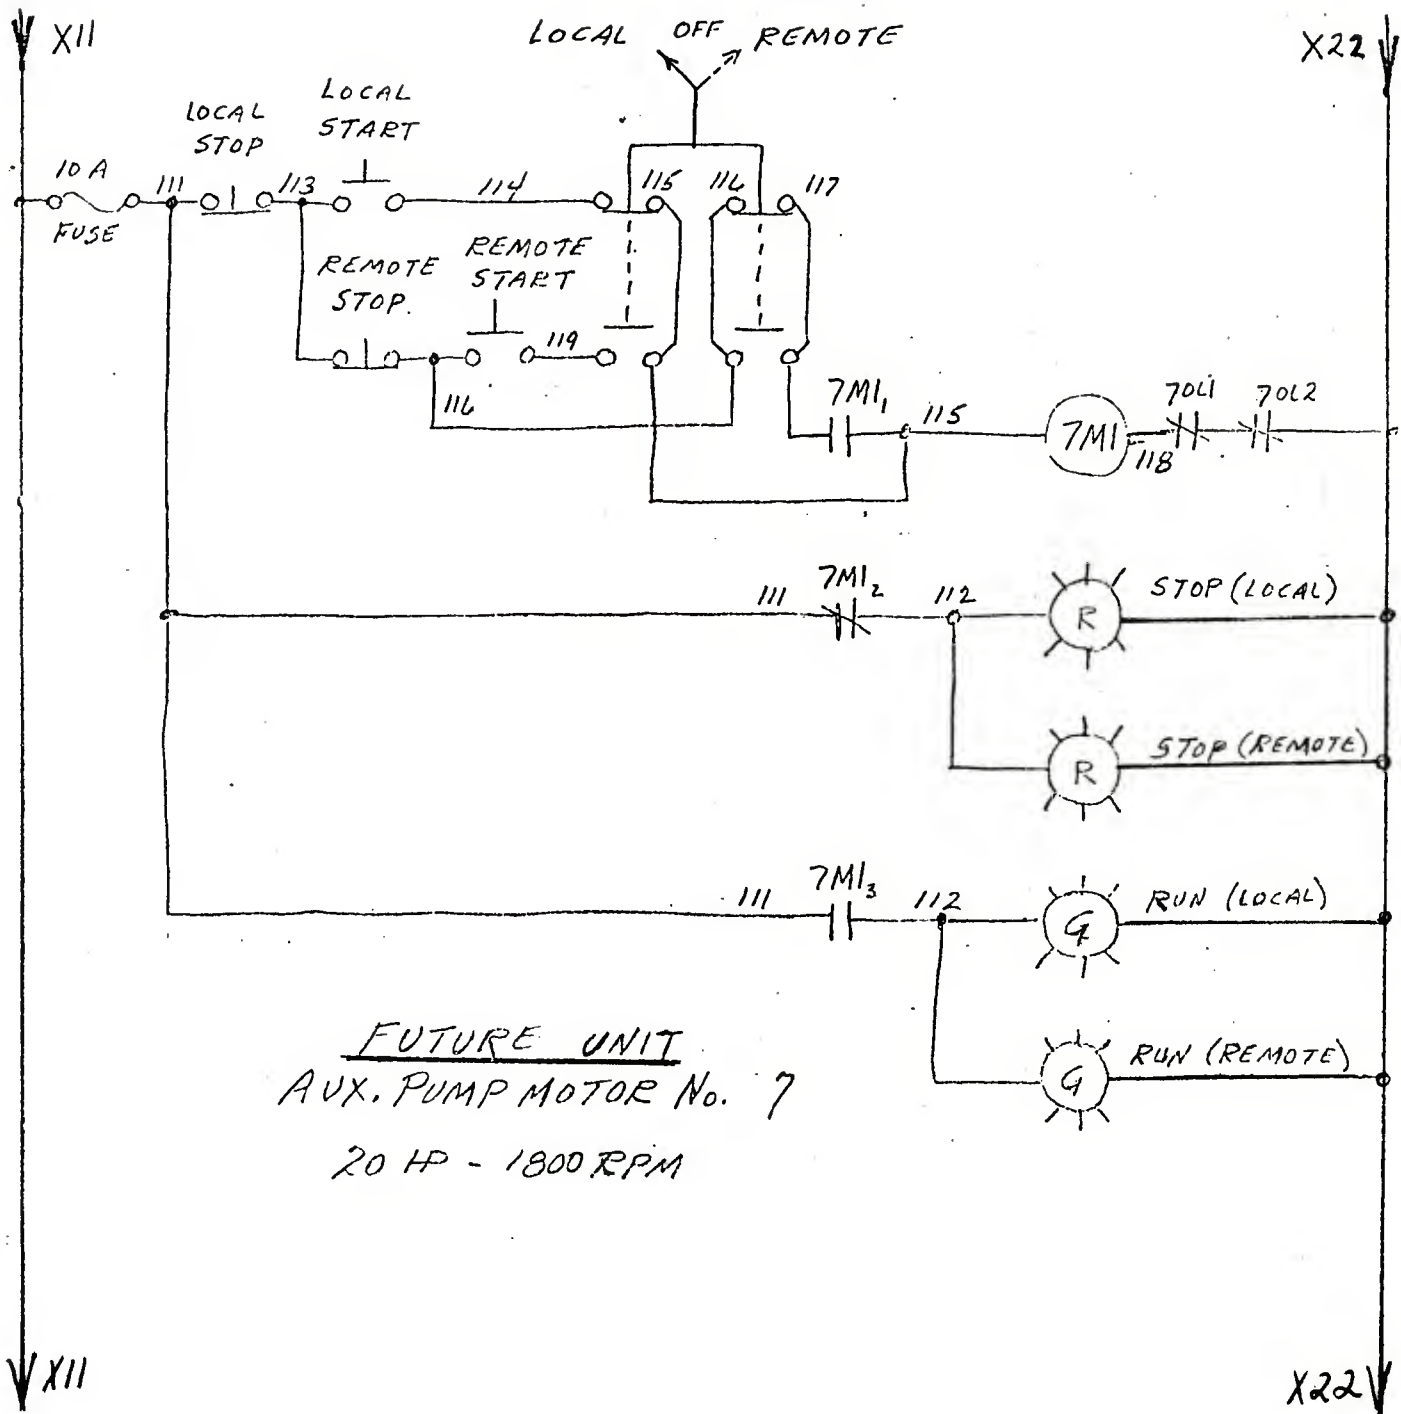 X11
LOCAL OFF REMOTE
X22
LOCAL STOP
LOCAL START
10 A
FUSE
111
113
114
115
116
117
REMOTE STOP.
REMOTE START
119
116
7M1₁
115
7M1
118
7OL1
7OL2
111
7M1₂
112
R
STOP (LOCAL)
R
STOP (REMOTE)
111
7M1₃
112
G
RUN (LOCAL)
G
RUN (REMOTE)
FUTURE UNIT
AUX. PUMP MOTOR No. 7
20 HP - 1800 RPM
X11
X22